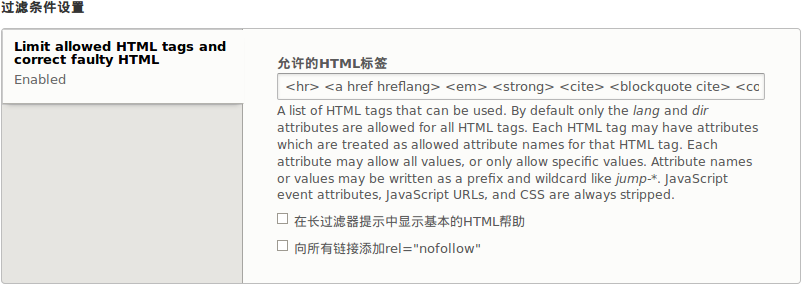 过滤条件设置
Limit allowed HTML tags and
correct faulty HTML
Enabled
允许的HTML标签
<hr> <a href hreflang> <em> <strong> <cite> <blockquote cite> <cc
A list of HTML tags that can be used. By default only the lang and dir
attributes are allowed for all HTML tags. Each HTML tag may have attributes
which are treated as allowed attribute names for that HTML tag. Each
attribute may allow all values, or only allow specific values. Attribute names
or values may be written as a prefix and wildcard like jump-*. JavaScript
event attributes, JavaScript URLs, and CSS are always stripped.
在长过滤器提示中显示基本的HTML帮助
向所有链接添加rel="nofollow"